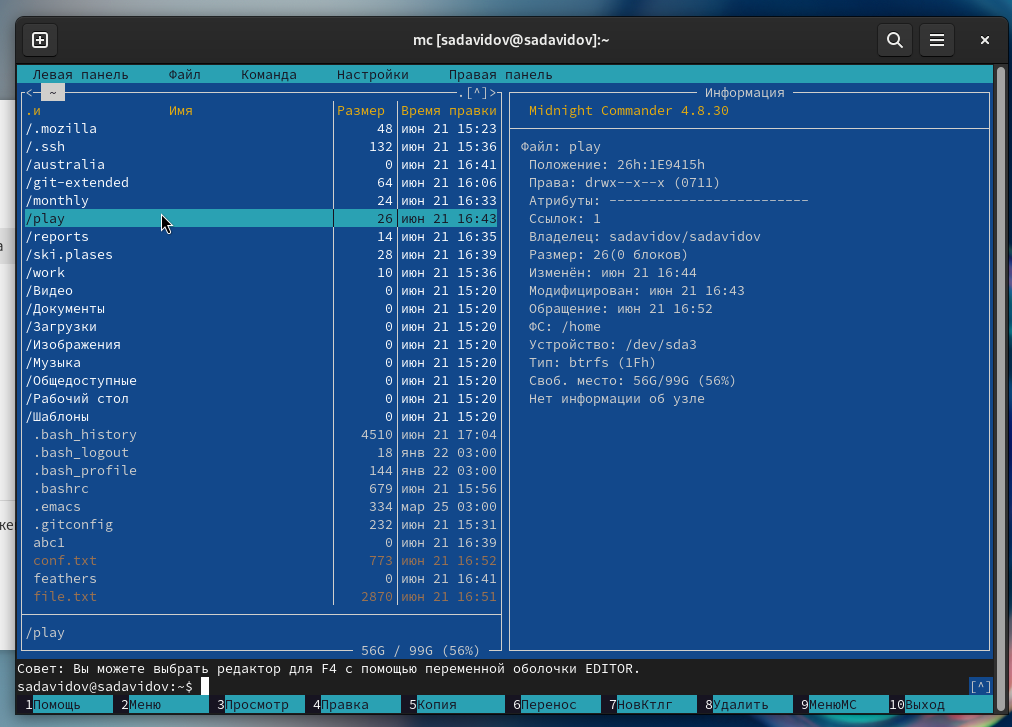 mc [sadavidov@sadavidov]:~
Левая панель Файл Команда Настройки Правая панель
<— ~ .[^]>
.и Имя Размер Время правки
/.mozilla 48 июн 21 15:23
/.ssh 132 июн 21 15:36
/australia 0 июн 21 16:41
/git-extended 64 июн 21 16:06
/monthly 24 июн 21 16:33
/play 26 июн 21 16:43
/reports 14 июн 21 16:35
/ski.plases 28 июн 21 16:39
/work 10 июн 21 15:36
/Видео 0 июн 21 15:20
/Документы 0 июн 21 15:20
/Загрузки 0 июн 21 15:20
/Изображения 0 июн 21 15:20
/Музыка 0 июн 21 15:20
/Общедоступные 0 июн 21 15:20
/Рабочий стол 0 июн 21 15:20
/Шаблоны 0 июн 21 15:20
.bash_history 4510 июн 21 17:04
.bash_logout 18 янв 22 03:00
.bash_profile 144 янв 22 03:00
.bashrc 679 июн 21 15:56
.emacs 334 мар 25 03:00
.gitconfig 232 июн 21 15:31
abc1 0 июн 21 16:39
conf.txt 773 июн 21 16:52
feathers 0 июн 21 16:41
file.txt 2870 июн 21 16:51
/play
56G / 99G (56%)
Информация
Midnight Commander 4.8.30
Файл: play
Положение: 26h:1E9415h
Права: drwx--x--x (0711)
Атрибуты: -------------------------
Ссылок: 1
Владелец: sadavidov/sadavidov
Размер: 26(0 блоков)
Изменён: июн 21 16:44
Модифицирован: июн 21 16:43
Обращение: июн 21 16:52
ФС: /home
Устройство: /dev/sda3
Тип: btrfs (1Fh)
Своб. место: 56G/99G (56%)
Нет информации об узле
Совет: Вы можете выбрать редактор для F4 с помощью переменной оболочки EDITOR.
sadavidov@sadavidov:~$ [^]
1Помощь 2Меню 3Просмотр 4Правка 5Копия 6Перенос 7НовКтлг 8Удалить 9МенюMC 10Выход